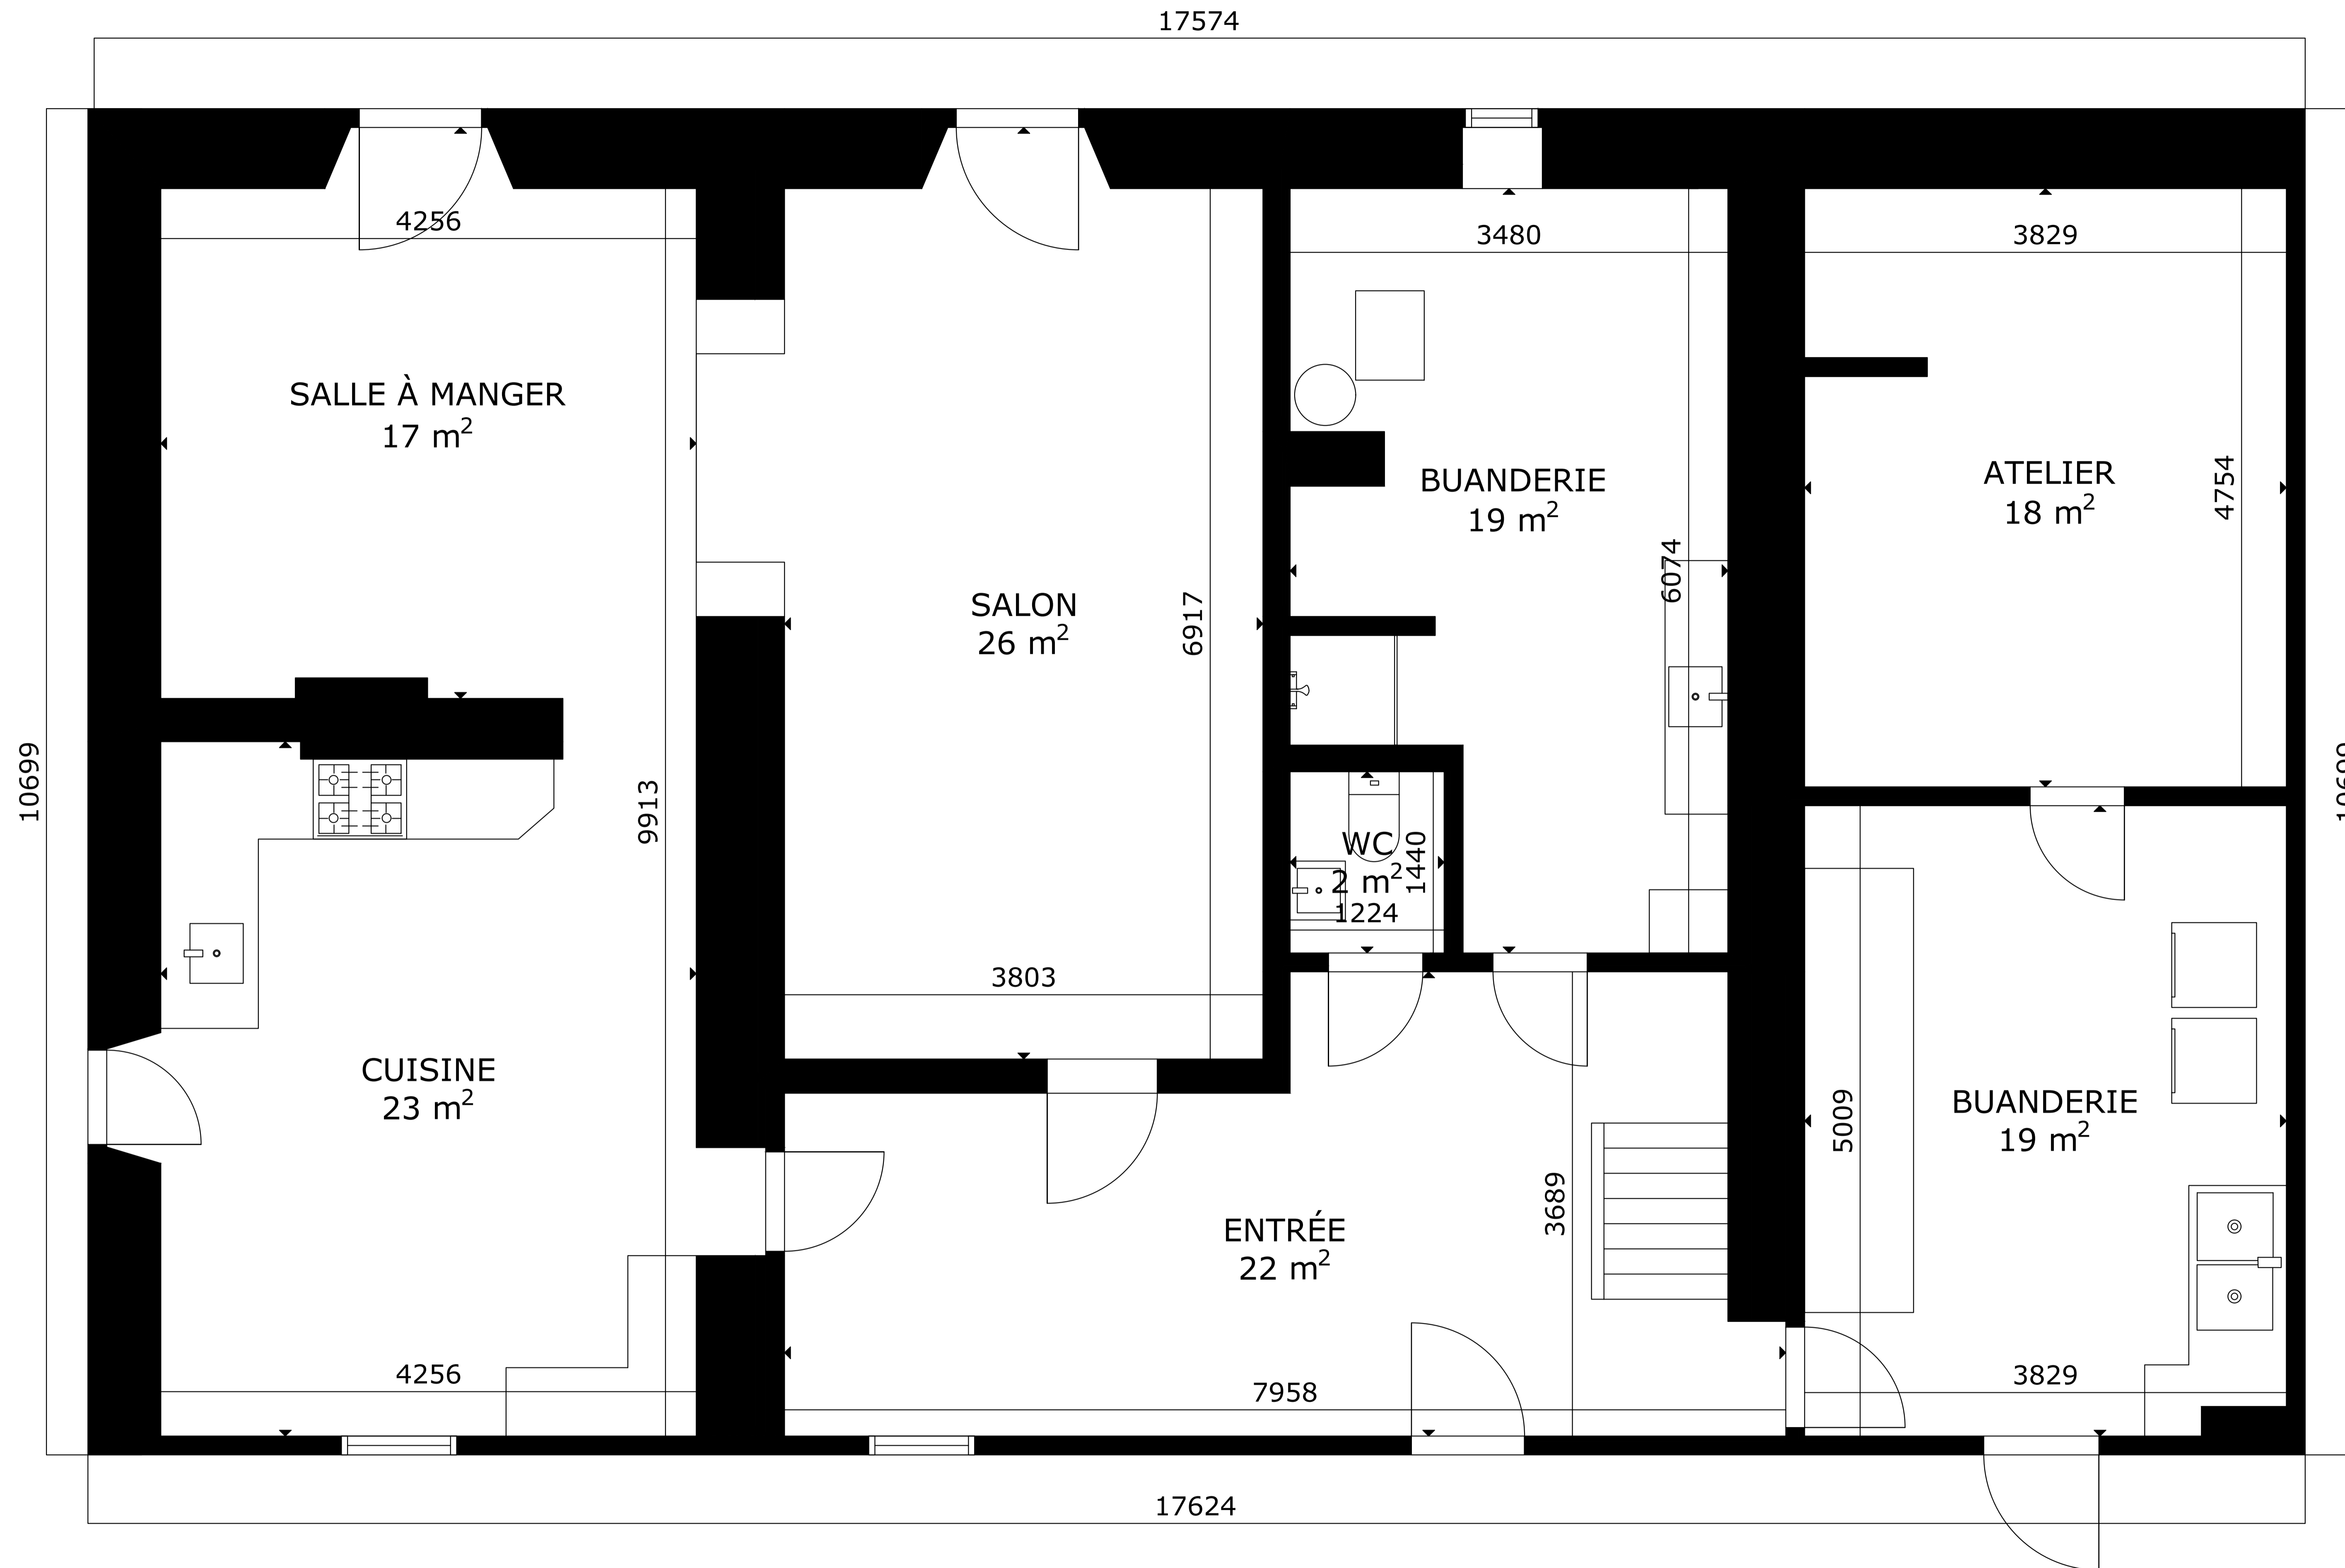 17574
4256
3480
3829
SALLE À MANGER
17 m²
BUANDERIE
19 m²
ATELIER
18 m²
4754
6074
SALON
26 m²
6917
10699
9913
WC
2 m²
1440
1224
3803
CUISINE
23 m²
BUANDERIE
19 m²
5009
ENTRÉE
22 m²
3689
4256
7958
3829
17624